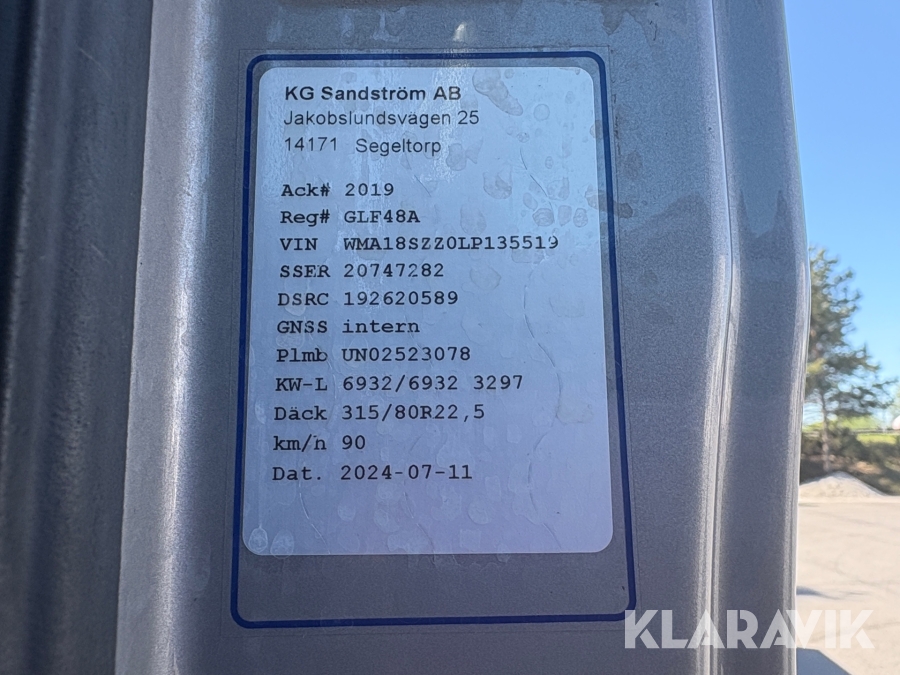 KG Sandström AB
Jakobslundsvägen 25
14171 Segeltorp
Ack# 2019
Reg# GLF48A
VIN WMA18SZZ0LP135519
SSER 20747282
DSRC 192620589
GNSS intern
Plmb UN02523078
KW-L 6932/6932 3297
Däck 315/80R22,5
km/h 90
Dat. 2024-07-11
KLARAVIK